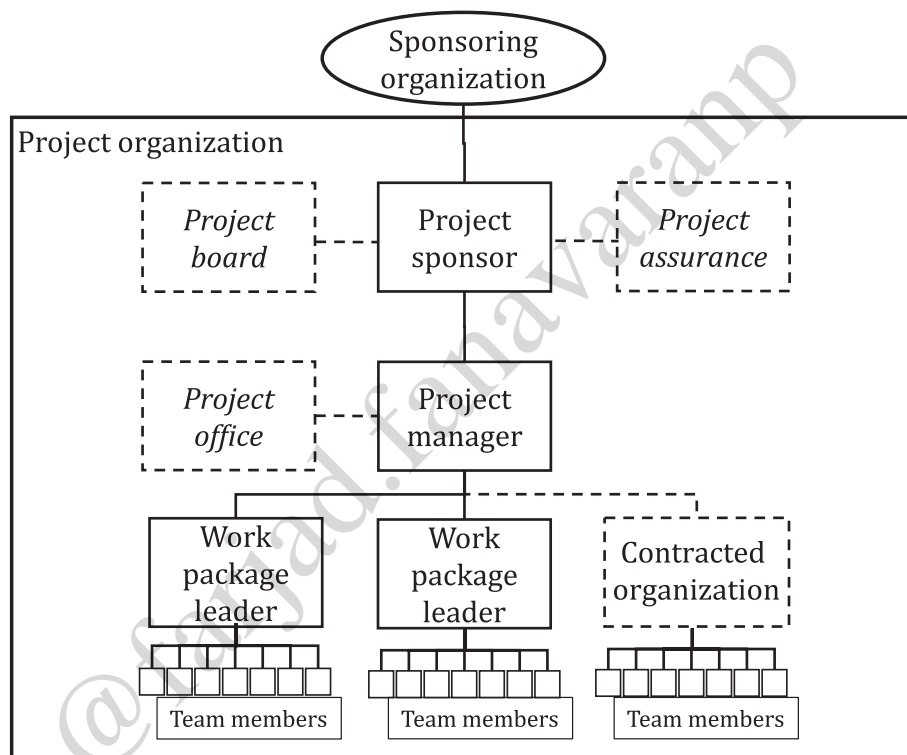 Sponsoring
organization
Project organization
Project
board
Project
sponsor
Project
assurance
Project
office
Project
manager
Work
package
leader
Work
package
leader
Contracted
organization
Team members
Team members
Team members
@farjad.fanavaranp